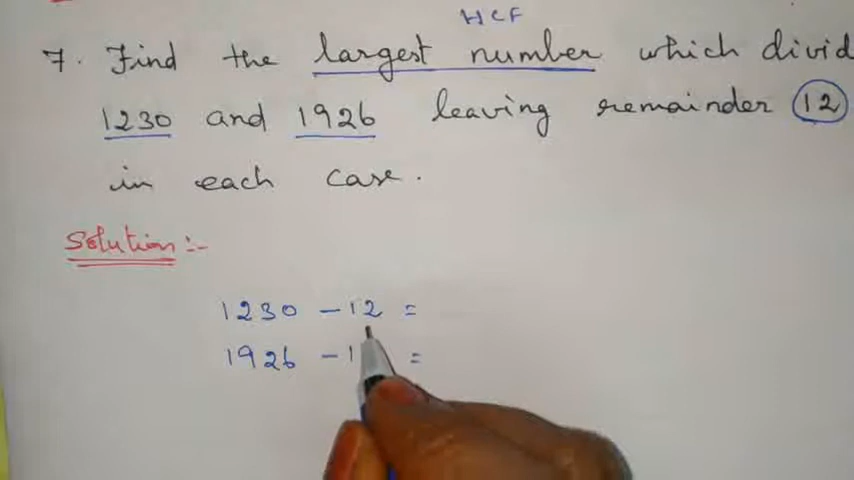 HCF
7. Find the largest number which divid
1230 and 1926 leaving remainder 12
in each case.
Solution:-
1230 - 12 =
1926 - 1 =